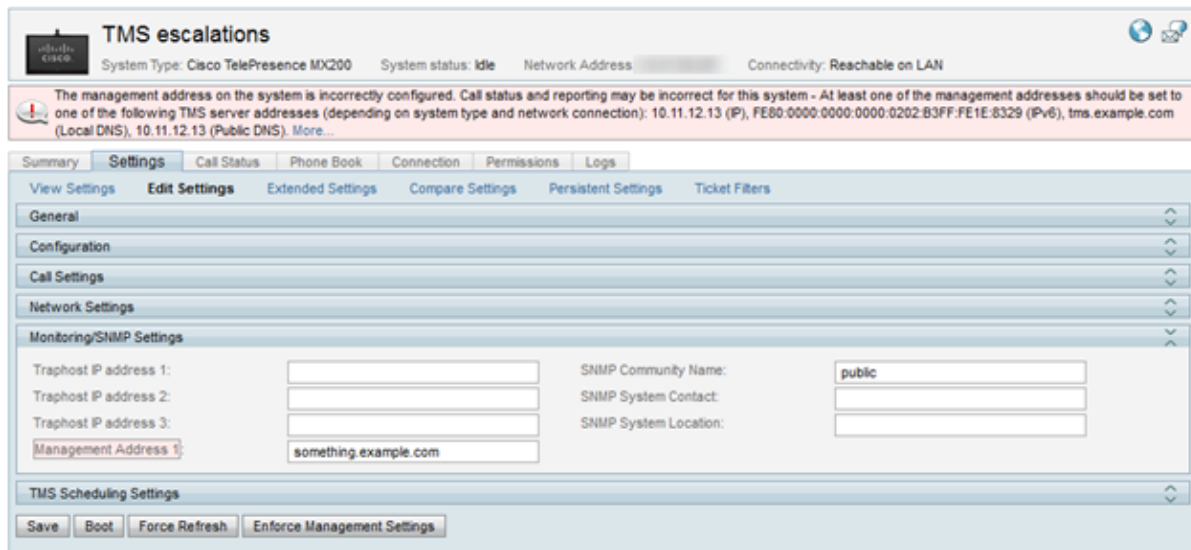 TMS escalations
CISCO
System Type: Cisco TelePresence MX200 System status: Idle Network Address Connectivity: Reachable on LAN
The management address on the system is incorrectly configured. Call status and reporting may be incorrect for this system - At least one of the management addresses should be set to
one of the following TMS server addresses (depending on system type and network connection): 10.11.12.13 (IP), FE80:0000:0000:0000:0202:B3FF:FE1E:8329 (IPv6), tms.example.com
(Local DNS), 10.11.12.13 (Public DNS). More...
Summary Settings Call Status Phone Book Connection Permissions Logs
View Settings Edit Settings Extended Settings Compare Settings Persistent Settings Ticket Filters
General
Configuration
Call Settings
Network Settings
Monitoring/SNMP Settings
Traphost IP address 1: SNMP Community Name: public
Traphost IP address 2: SNMP System Contact:
Traphost IP address 3: SNMP System Location:
Management Address 1: something.example.com
TMS Scheduling Settings
Save Boot Force Refresh Enforce Management Settings